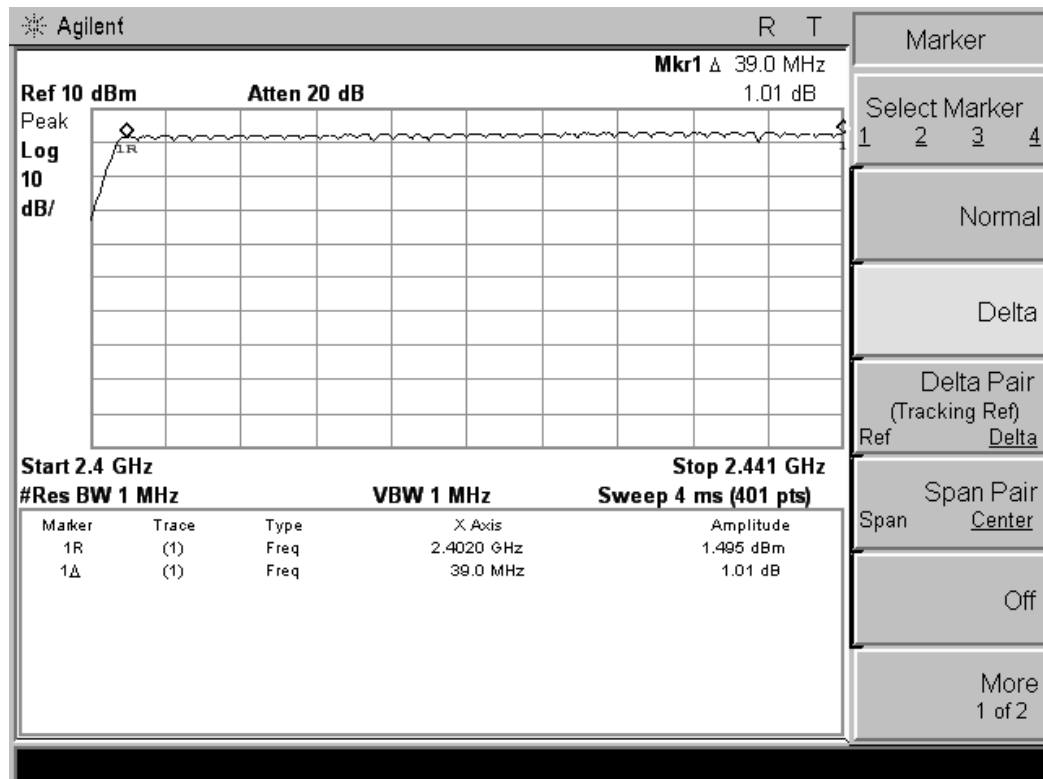 Agilent R T
Mkr1 Δ 39.0 MHz
Ref 10 dBm Atten 20 dB 1.01 dB
Peak
Log
10
dB/
1R
1
Start 2.4 GHz Stop 2.441 GHz
#Res BW 1 MHz VBW 1 MHz Sweep 4 ms (401 pts)
Marker Trace Type X Axis Amplitude
1R (1) Freq 2.4020 GHz 1.495 dBm
1Δ (1) Freq 39.0 MHz 1.01 dB
Marker
Select Marker
1 2 3 4
Normal
Delta
Delta Pair
(Tracking Ref)
Ref Delta
Span Pair
Span Center
Off
More
1 of 2